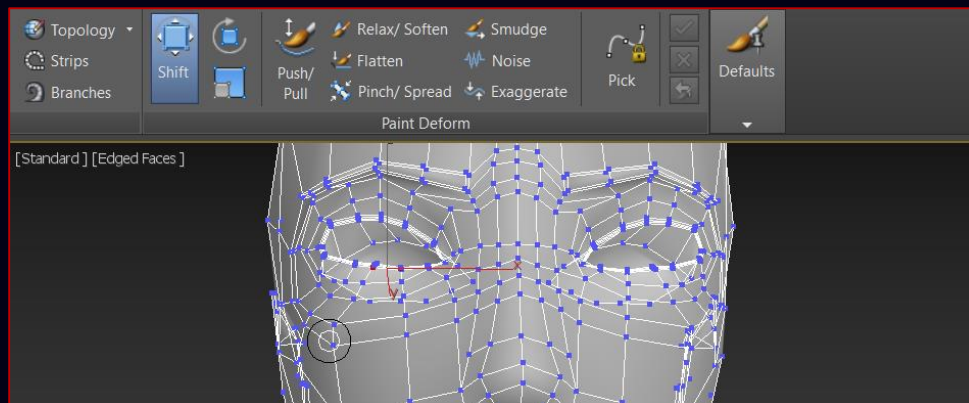 Topology
Strips
Branches
Shift
Push/
Pull
Relax/ Soften
Flatten
Pinch/ Spread
Smudge
Noise
Exaggerate
Pick
Defaults
Paint Deform
[Standard ] [Edged Faces ]
x
y